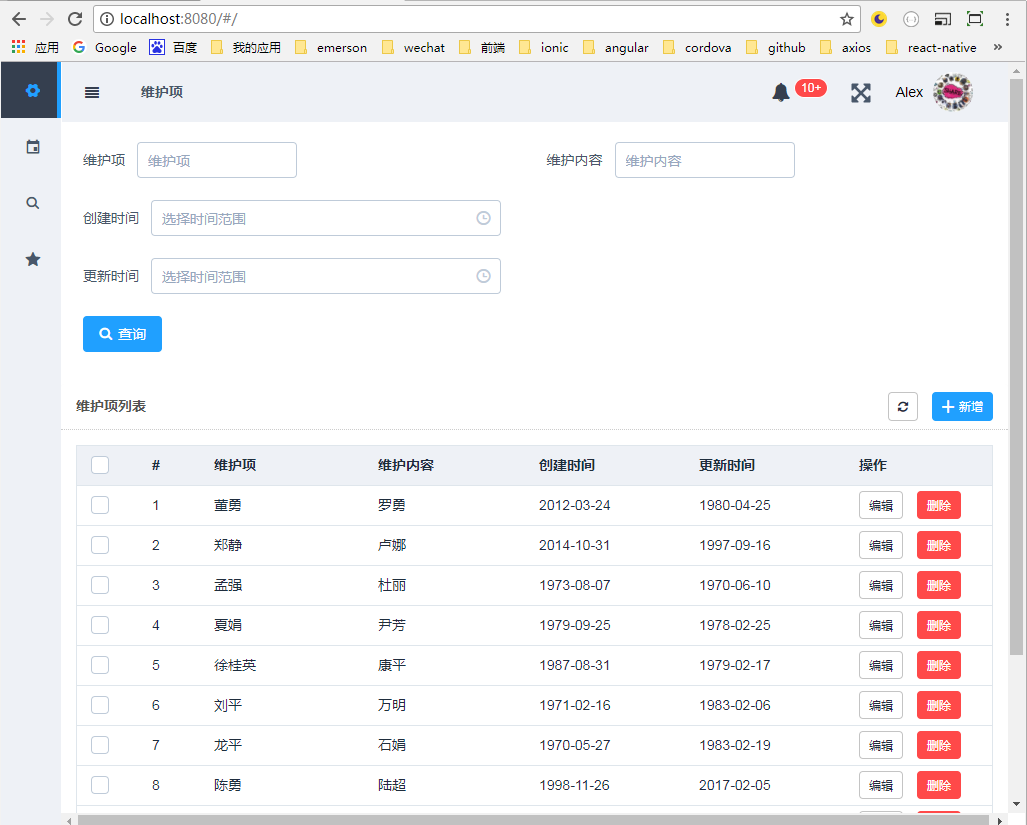 localhost:8080/#/
应用 Google 百度 我的应用 emerson wechat 前端 ionic angular cordova github axios react-native »
维护项 10+ Alex
维护项 维护项 维护内容 维护内容
创建时间 选择时间范围
更新时间 选择时间范围
查询
维护项列表 新增
# 维护项 维护内容 创建时间 更新时间 操作
1 董勇 罗勇 2012-03-24 1980-04-25 编辑 删除
2 郑静 卢娜 2014-10-31 1997-09-16 编辑 删除
3 孟强 杜丽 1973-08-07 1970-06-10 编辑 删除
4 夏娟 尹芳 1979-09-25 1978-02-25 编辑 删除
5 徐桂英 康平 1987-08-31 1979-02-17 编辑 删除
6 刘平 万明 1971-02-16 1983-02-06 编辑 删除
7 龙平 石娟 1970-05-27 1983-02-19 编辑 删除
8 陈勇 陆超 1998-11-26 2017-02-05 编辑 删除